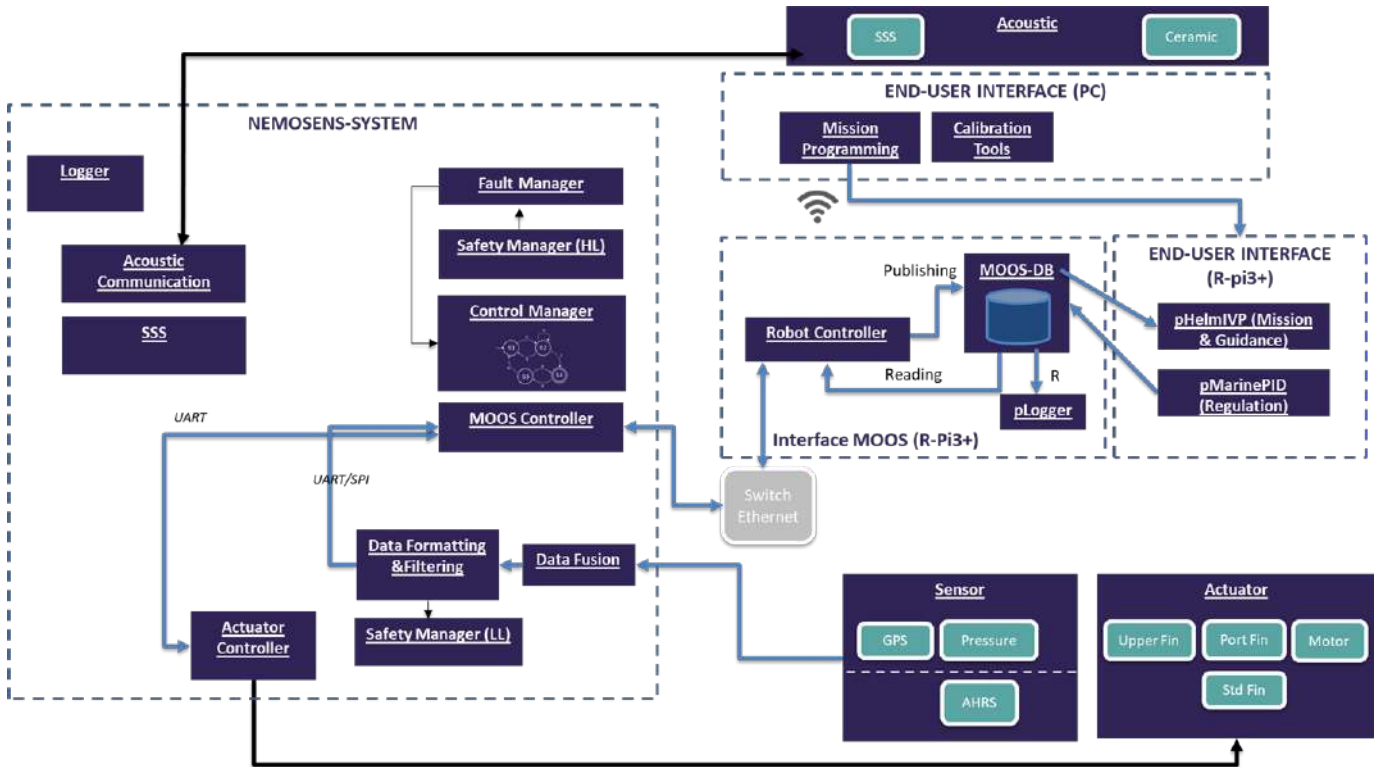 Acoustic
SSS
Ceramic
END-USER INTERFACE (PC)
Mission
Programming
Calibration
Tools
NEMOSENS-SYSTEM
Logger
Fault Manager
Safety Manager (HL)
Acoustic
Communication
SSS
Control Manager
MOOS Controller
UART
UART/SPI
Data Formatting
&Filtering
Data Fusion
Safety Manager (LL)
Actuator
Controller
Publishing
MOOS-DB
Robot Controller
Reading
R
pLogger
Interface MOOS (R-Pi3+)
END-USER INTERFACE
(R-pi3+)
pHelmIVP (Mission
& Guidance)
pMarinePID
(Regulation)
Switch
Ethernet
Sensor
GPS
Pressure
AHRS
Actuator
Upper Fin
Port Fin
Motor
Std Fin